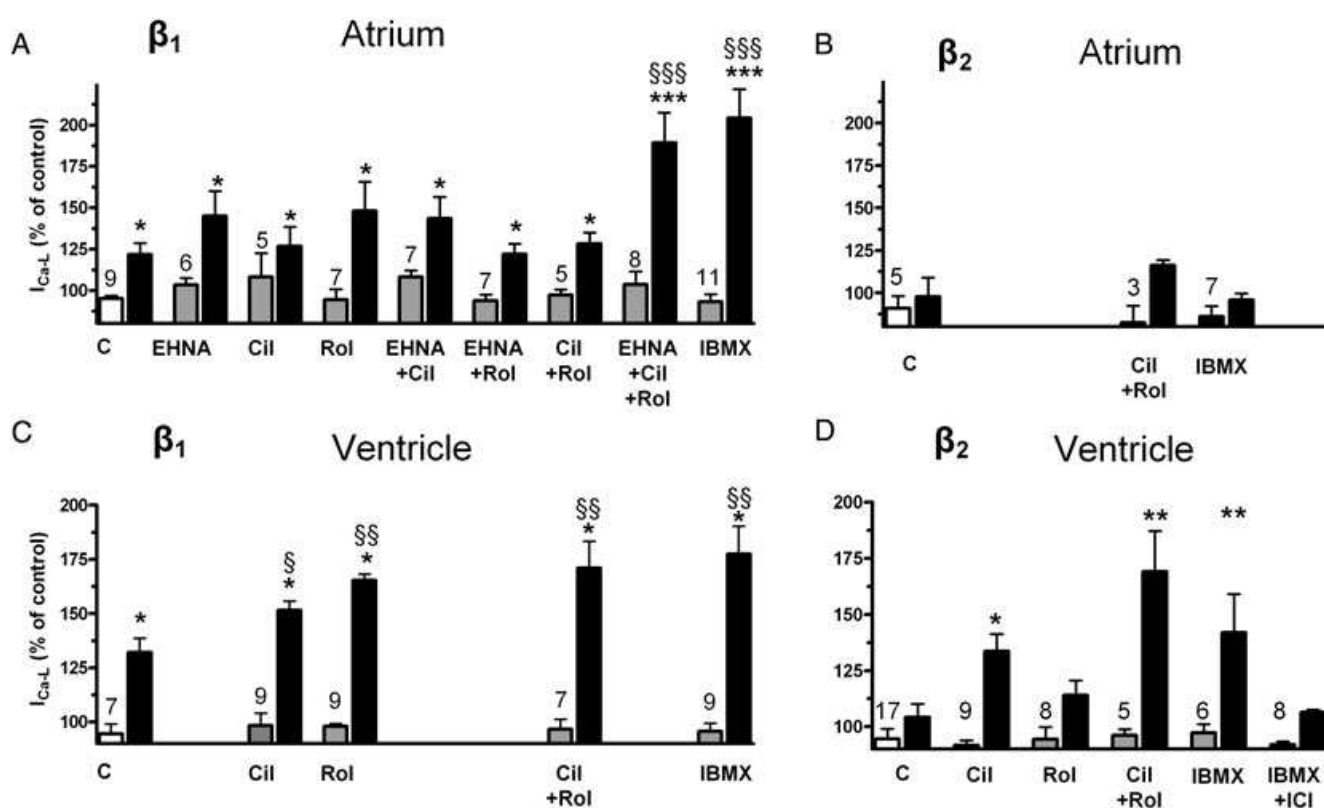 A
β1 Atrium
I Ca-L (% of control)
200
175
150
125
100
9
*
6
*
5
*
7
*
7
*
7
*
5
*
8
§§§
***
11
§§§
***
C
EHNA
Cil
Rol
EHNA
+Cil
EHNA
+Rol
Cil
+Rol
EHNA
+Cil
+Rol
IBMX
B
β2 Atrium
200
175
150
125
100
5
3
7
C
Cil
+Rol
IBMX
C
β1 Ventricle
I Ca-L (% of control)
200
175
150
125
100
7
*
9
§
*
9
§§
*
7
§§
*
9
§§
*
C
Cil
Rol
Cil
+Rol
IBMX
D
β2 Ventricle
200
175
150
125
100
17
9
*
8
5
**
6
**
8
C
Cil
Rol
Cil
+Rol
IBMX
IBMX
+ICI